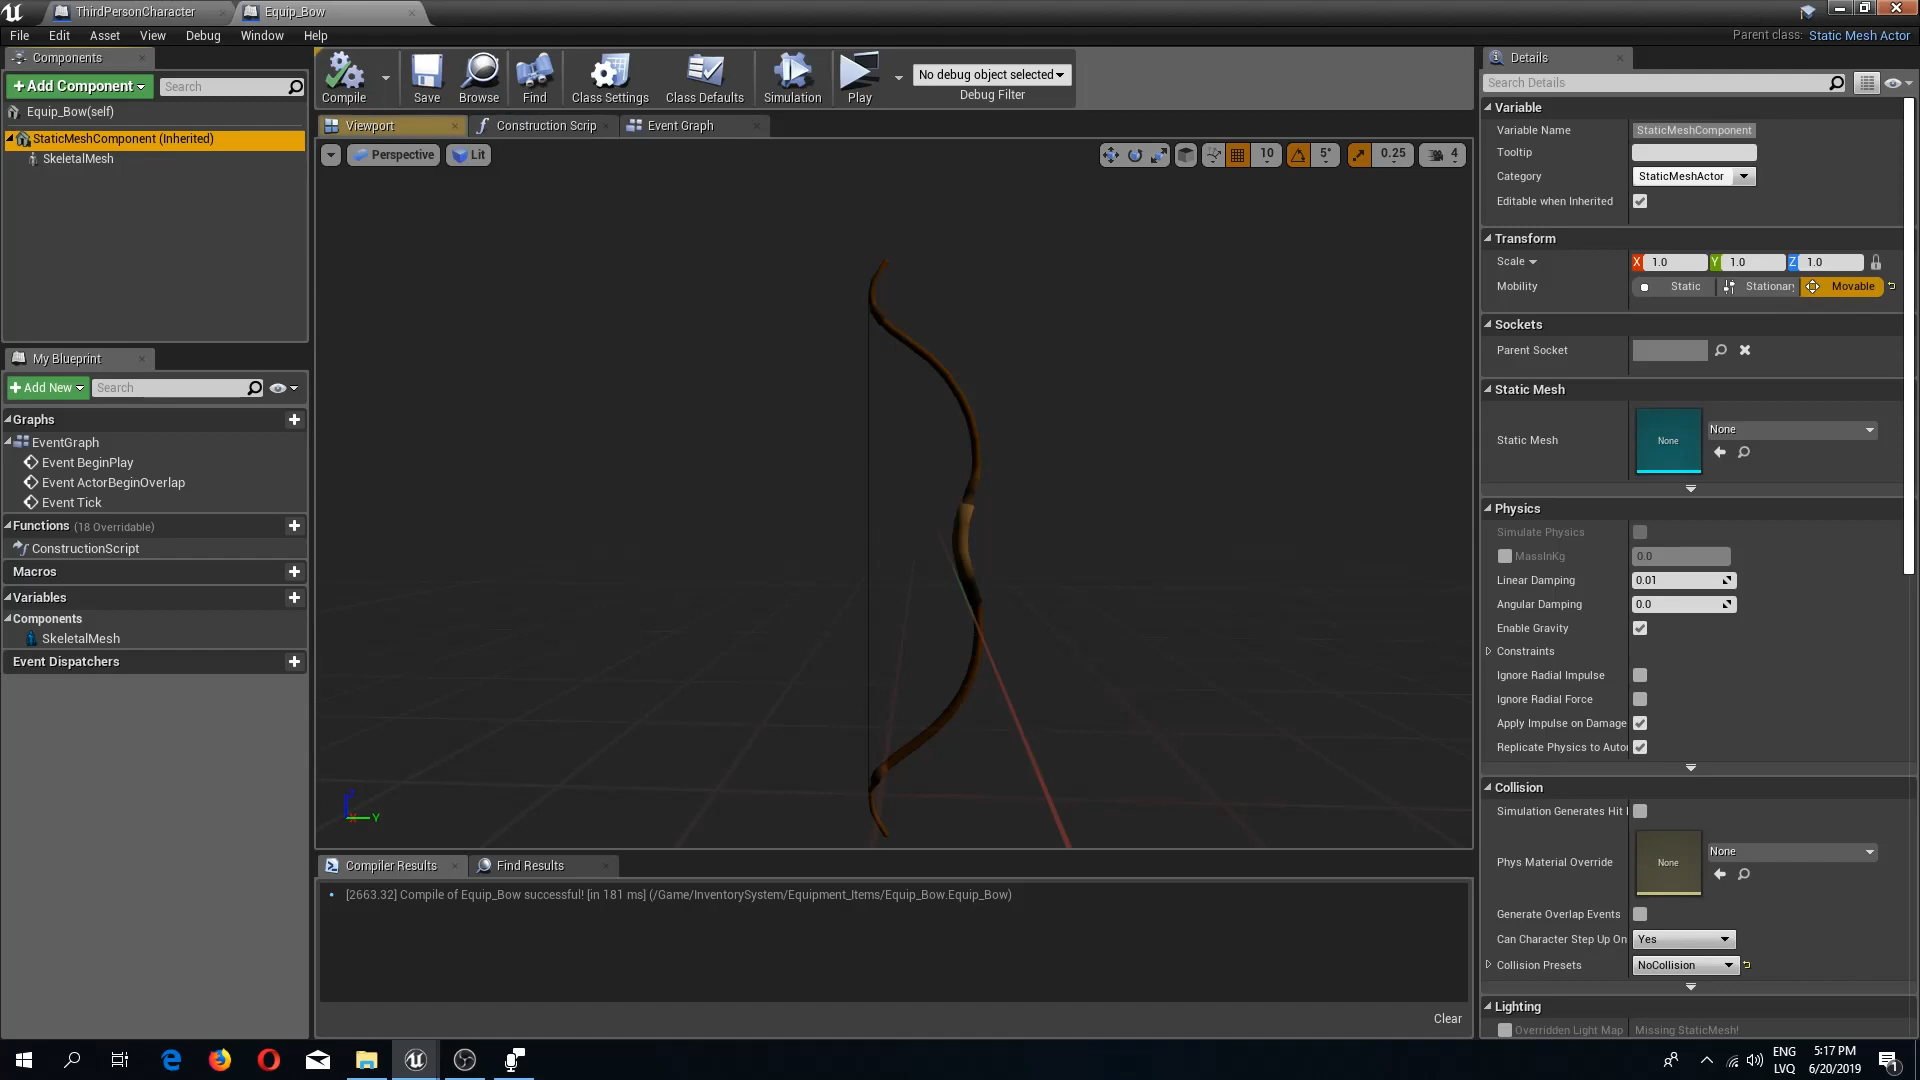 ThirdPersonCharacter
Equip_Bow
File Edit Asset View Debug Window Help
Parent class: Static Mesh Actor
Components
+Add Component
Search
Equip_Bow(self)
StaticMeshComponent (Inherited)
SkeletalMesh
My Blueprint
+Add New
Search
Graphs
EventGraph
Event BeginPlay
Event ActorBeginOverlap
Event Tick
Functions (18 Overridable)
ConstructionScript
Macros
Variables
Components
SkeletalMesh
Event Dispatchers
Compile
Save
Browse
Find
Class Settings
Class Defaults
Simulation
Play
No debug object selected
Debug Filter
Viewport
Construction Scrip
Event Graph
Perspective
Lit
10
5°
0.25
4
Z
X
Y
Compiler Results
Find Results
[2663.32] Compile of Equip_Bow successful! [in 181 ms] (/Game/InventorySystem/Equipment_Items/Equip_Bow.Equip_Bow)
Clear
Details
Search Details
Variable
Variable Name StaticMeshComponent
Tooltip
Category StaticMeshActor
Editable when Inherited
Transform
Scale X 1.0 Y 1.0 Z 1.0
Mobility Static Stationar Movable
Sockets
Parent Socket
Static Mesh
Static Mesh None None
Physics
Simulate Physics
MassInKg 0.0
Linear Damping 0.01
Angular Damping 0.0
Enable Gravity
Constraints
Ignore Radial Impulse
Ignore Radial Force
Apply Impulse on Damage
Replicate Physics to Auto
Collision
Simulation Generates Hit
Phys Material Override None None
Generate Overlap Events
Can Character Step Up On Yes
Collision Presets NoCollision
Lighting
Overridden Light Map Missing StaticMesh!
ENG
LVQ
5:17 PM
6/20/2019
1